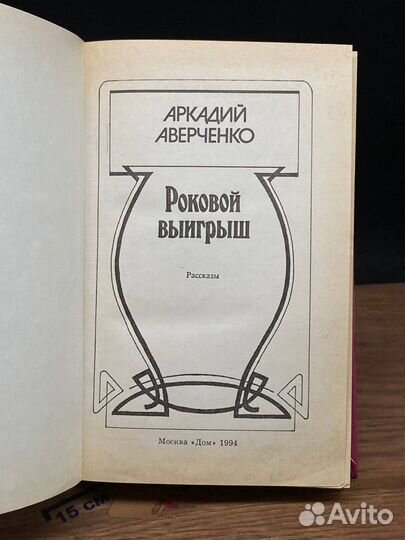 АРКАДИЙ
АВЕРЧЕНКО
РОКОВОЙ
ВЫИГРЫШ
Рассказы
Москва «Дом» 1994
15 СМ
Avito